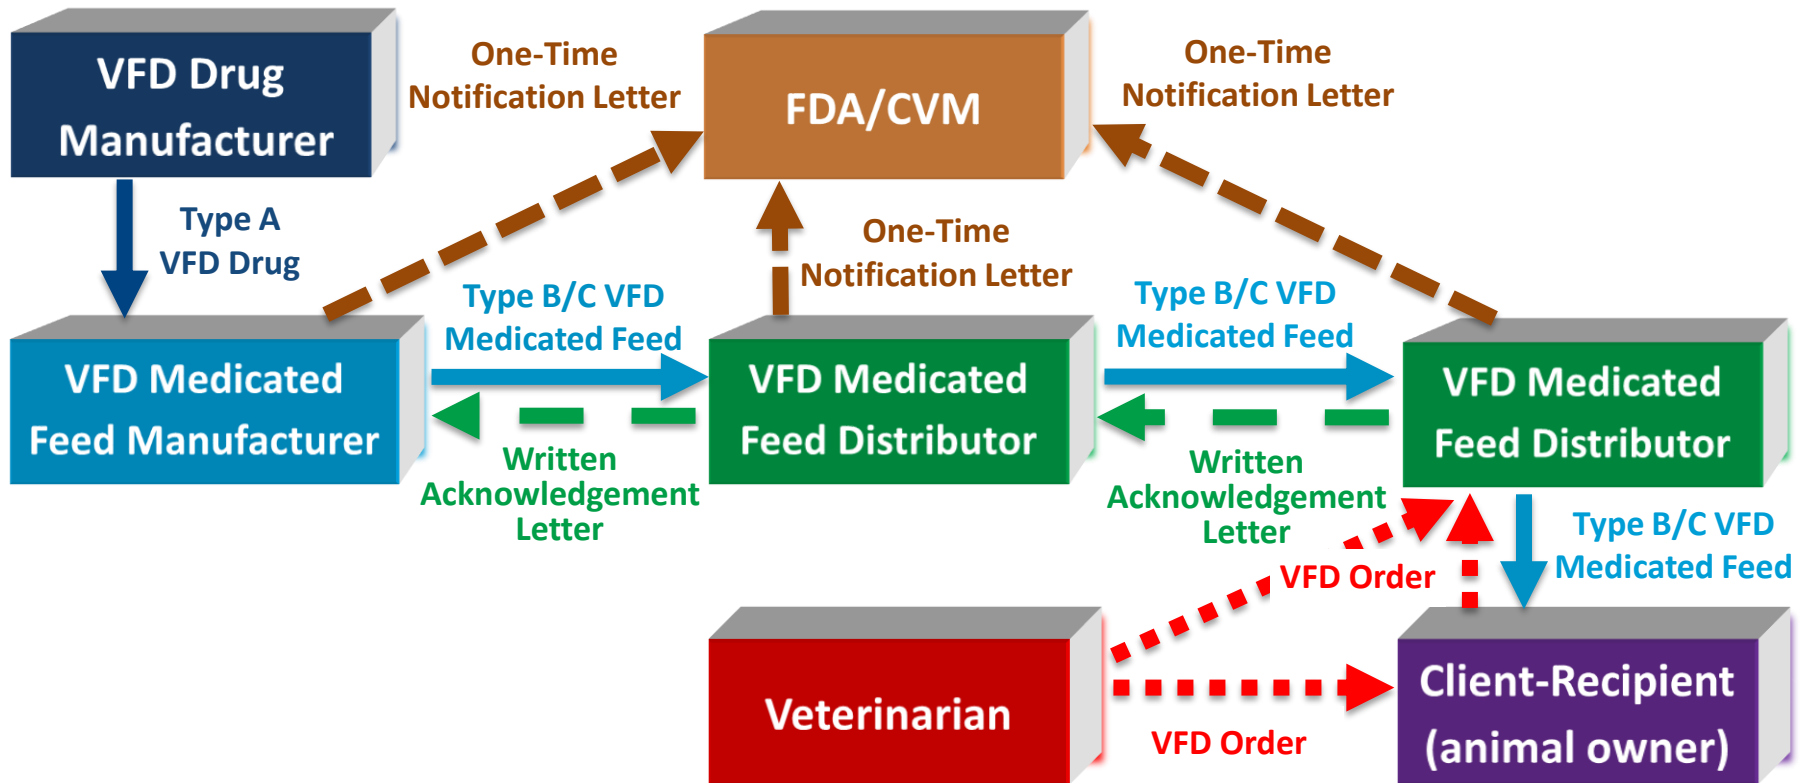 VFD Drug
Manufacturer
One-Time
Notification Letter
FDA/CVM
One-Time
Notification Letter
Type A
VFD Drug
One-Time
Notification Letter
Type B/C VFD
Medicated Feed
Type B/C VFD
Medicated Feed
VFD Medicated
Feed Manufacturer
VFD Medicated
Feed Distributor
VFD Medicated
Feed Distributor
Written
Acknowledgement
Letter
Written
Acknowledgement
Letter
Type B/C VFD
Medicated Feed
VFD Order
Veterinarian
VFD Order
Client-Recipient
(animal owner)